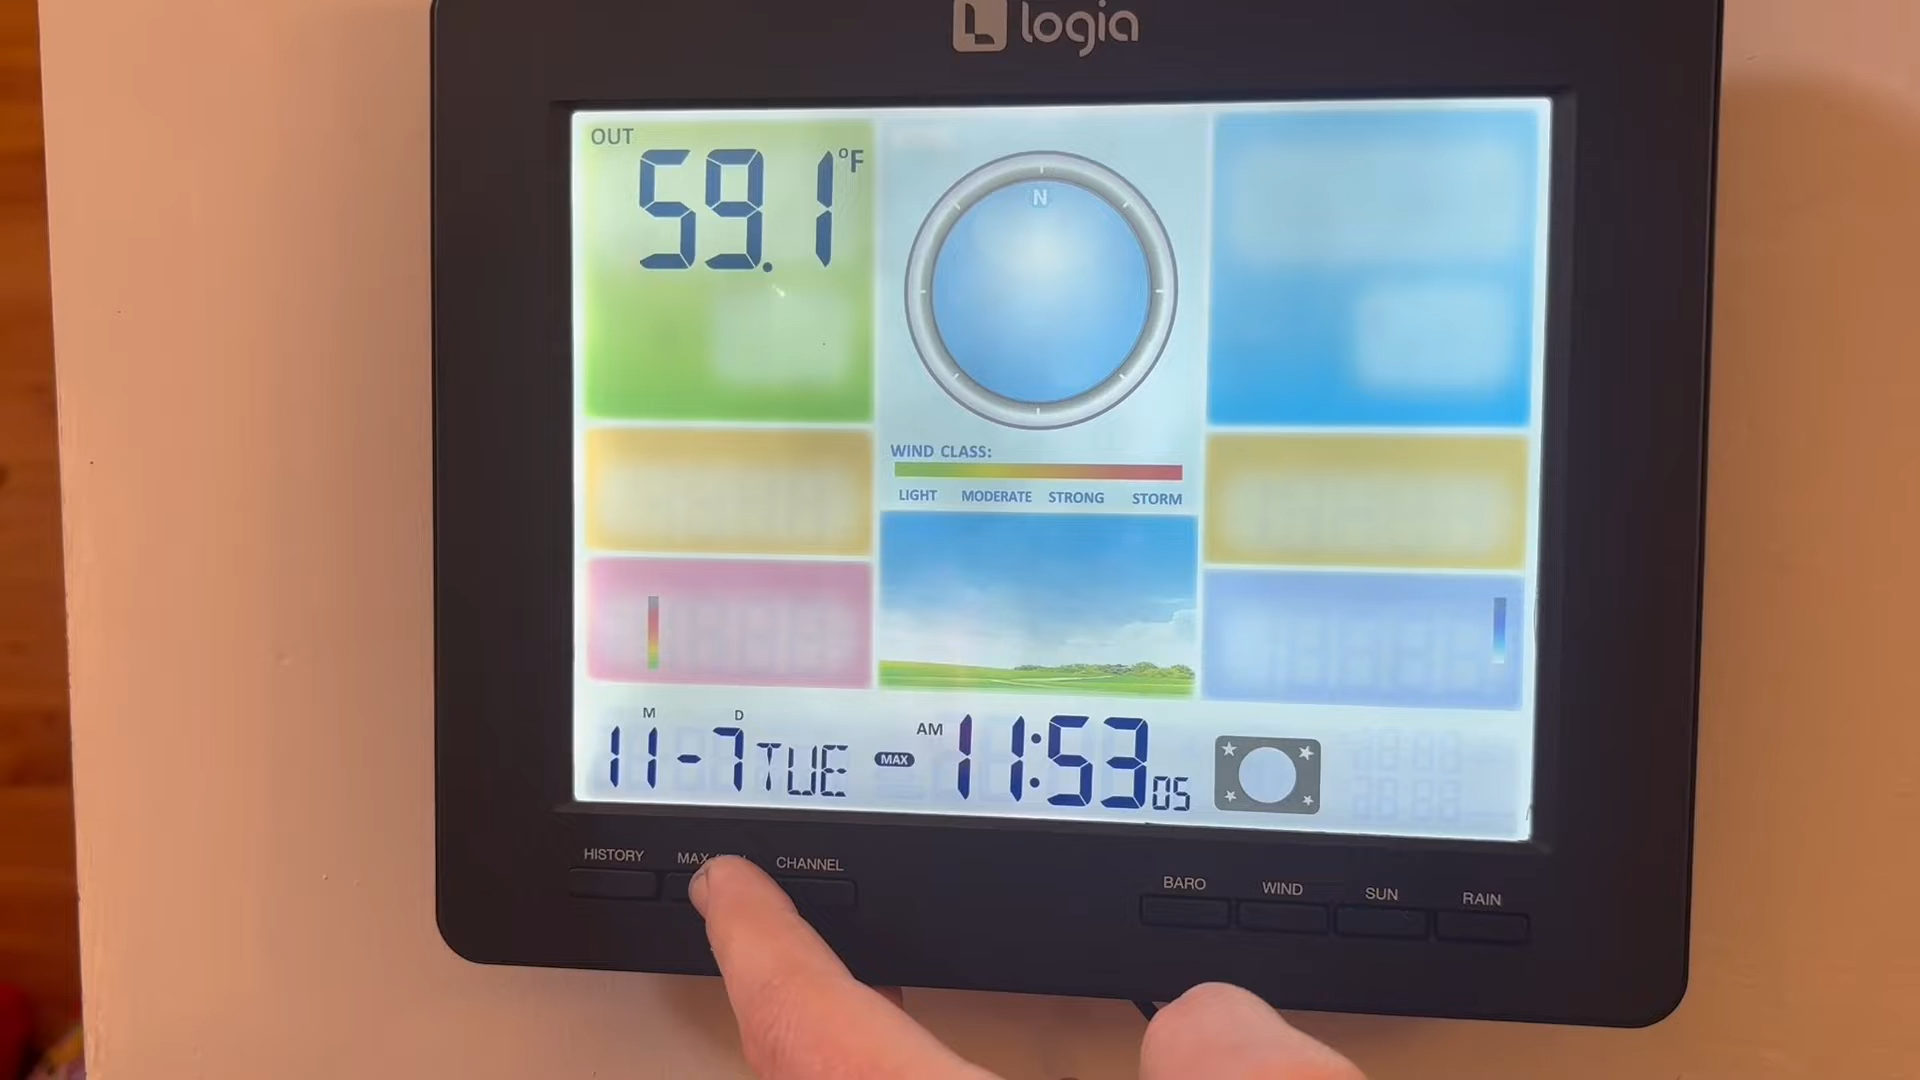 logia
OUT
59.1 °F
N
WIND CLASS:
LIGHT MODERATE STRONG STORM
M D
11-7 TUE MAX AM 11:53 05
HISTORY MAX CHANNEL
BARO WIND SUN RAIN